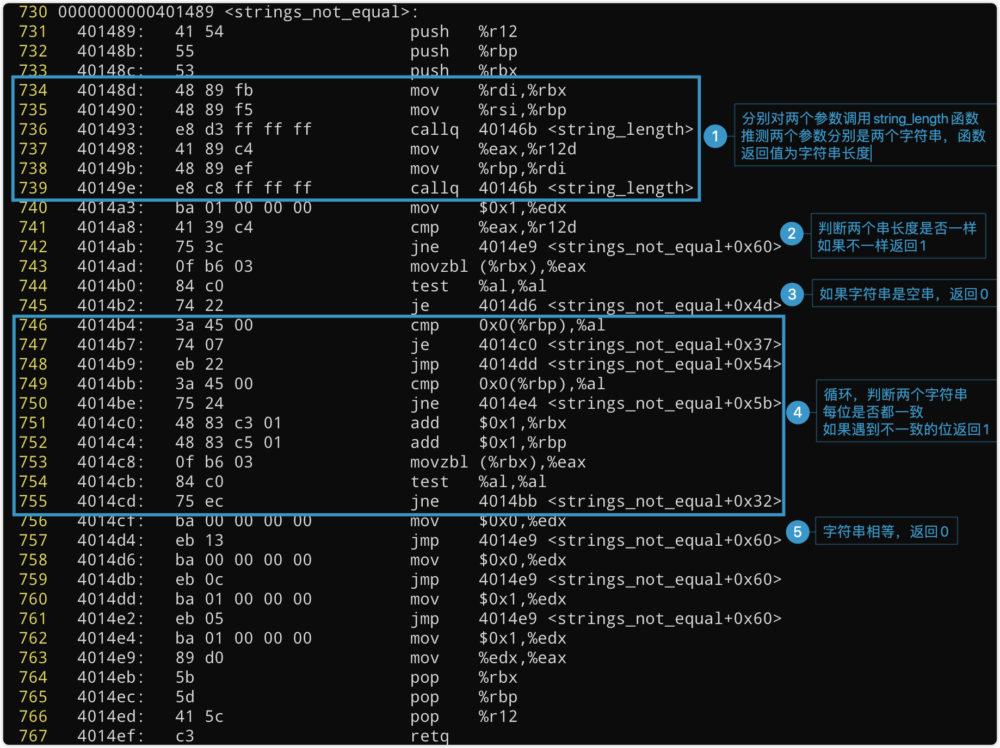 730 0000000000401489 <strings_not_equal>:
731 401489: 41 54 push %r12
732 40148b: 55 push %rbp
733 40148c: 53 push %rbx
734 40148d: 48 89 fb mov %rdi,%rbx
735 401490: 48 89 f5 mov %rsi,%rbp
736 401493: e8 d3 ff ff ff callq 40146b <string_length>
737 401498: 41 89 c4 mov %eax,%r12d
738 40149b: 48 89 ef mov %rbp,%rdi
739 40149e: e8 c8 ff ff ff callq 40146b <string_length>
1
分别对两个参数调用string_length函数
推测两个参数分别是两个字符串，函数
返回值为字符串长度
740 4014a3: ba 01 00 00 00 mov $0x1,%edx
741 4014a8: 41 39 c4 cmp %eax,%r12d
742 4014ab: 75 3c jne 4014e9 <strings_not_equal+0x60>
2
判断两个串长度是否一样
如果不一样返回1
743 4014ad: 0f b6 03 movzbl (%rbx),%eax
744 4014b0: 84 c0 test %al,%al
745 4014b2: 74 22 je 4014d6 <strings_not_equal+0x4d>
3
如果字符串是空串，返回0
746 4014b4: 3a 45 00 cmp 0x0(%rbp),%al
747 4014b7: 74 07 je 4014c0 <strings_not_equal+0x37>
748 4014b9: eb 22 jmp 4014dd <strings_not_equal+0x54>
749 4014bb: 3a 45 00 cmp 0x0(%rbp),%al
750 4014be: 75 24 jne 4014e4 <strings_not_equal+0x5b>
751 4014c0: 48 83 c3 01 add $0x1,%rbx
752 4014c4: 48 83 c5 01 add $0x1,%rbp
753 4014c8: 0f b6 03 movzbl (%rbx),%eax
754 4014cb: 84 c0 test %al,%al
755 4014cd: 75 ec jne 4014bb <strings_not_equal+0x32>
4
循环，判断两个字符串
每位是否都一致
如果遇到不一致的位返回1
756 4014cf: ba 00 00 00 00 mov $0x0,%edx
757 4014d4: eb 13 jmp 4014e9 <strings_not_equal+0x60>
5
字符串相等，返回0
758 4014d6: ba 00 00 00 00 mov $0x0,%edx
759 4014db: eb 0c jmp 4014e9 <strings_not_equal+0x60>
760 4014dd: ba 01 00 00 00 mov $0x1,%edx
761 4014e2: eb 05 jmp 4014e9 <strings_not_equal+0x60>
762 4014e4: ba 01 00 00 00 mov $0x1,%edx
763 4014e9: 89 d0 mov %edx,%eax
764 4014eb: 5b pop %rbx
765 4014ec: 5d pop %rbp
766 4014ed: 41 5c pop %r12
767 4014ef: c3 retq